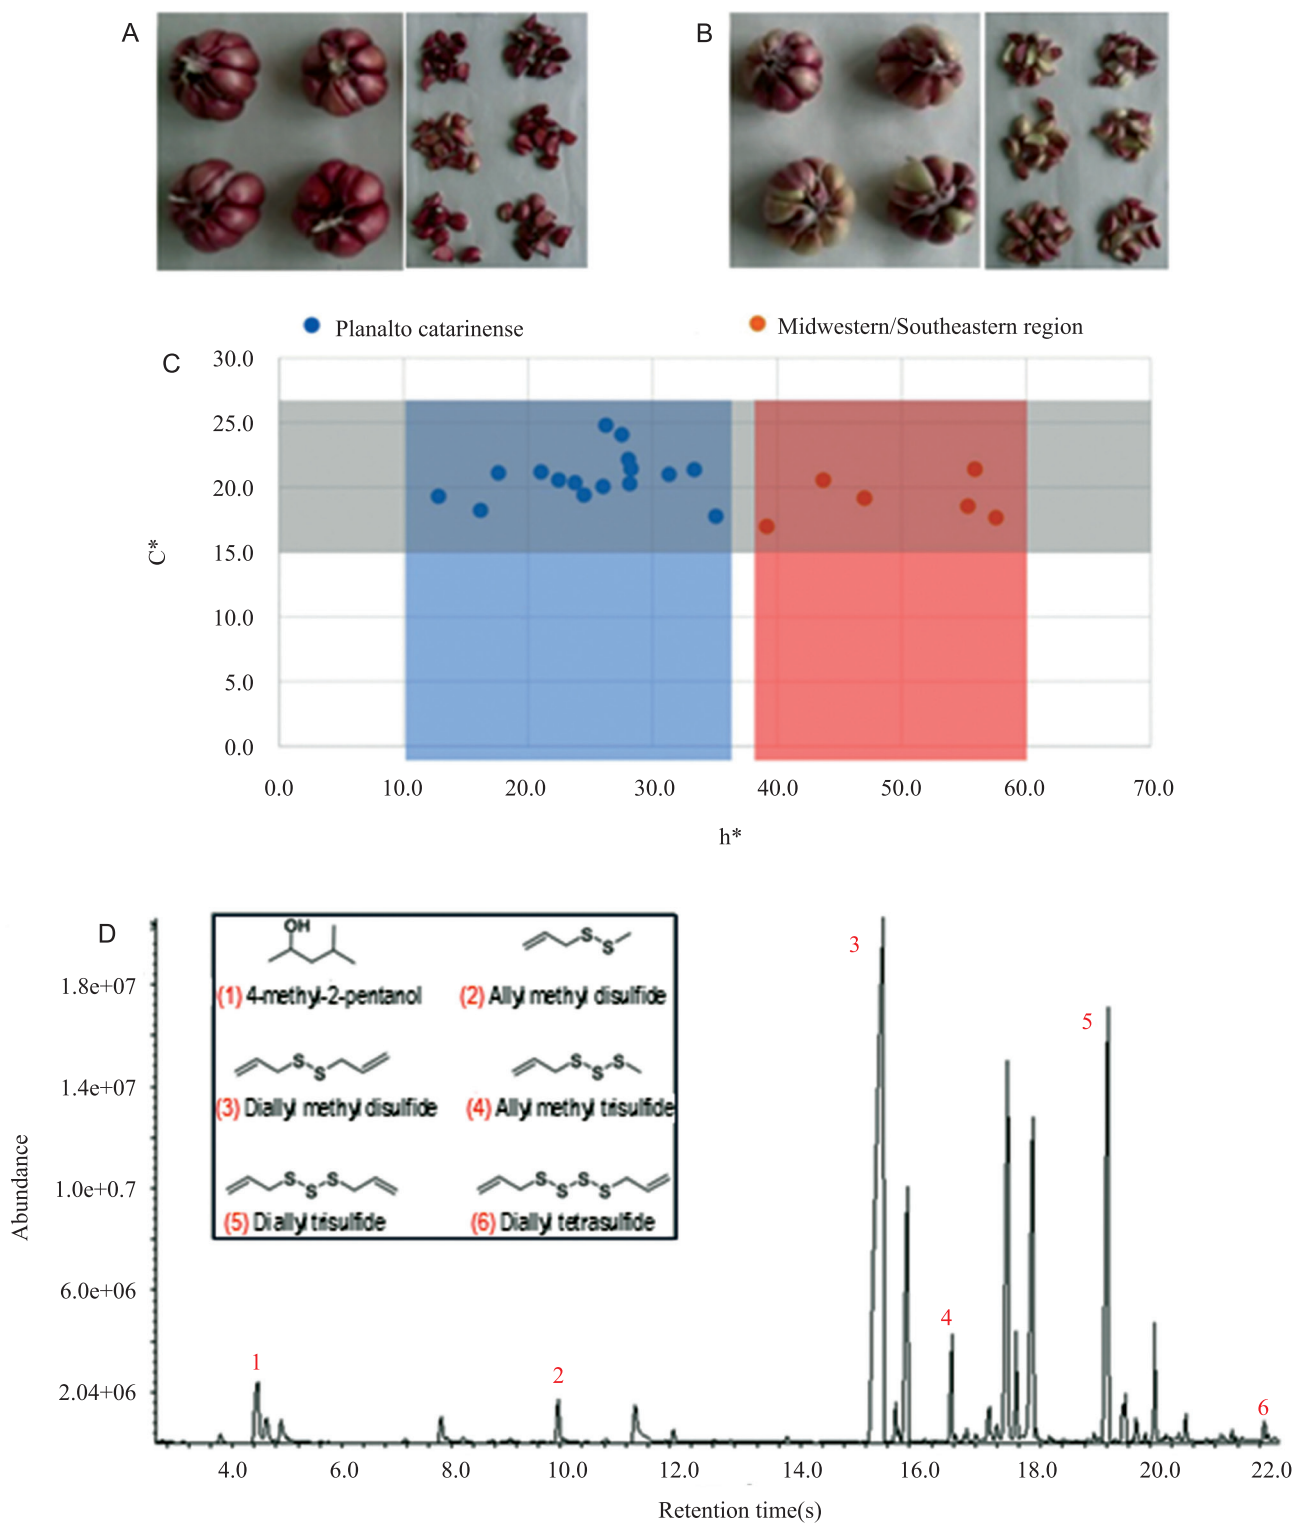 A
B
Planalto catarinense
Midwestern/Southeastern region
C
30.0
25.0
20.0
15.0
10.0
5.0
0.0
C*
0.0 10.0 20.0 30.0 40.0 50.0 60.0 70.0
h*
D
1.8e+07
1.4e+07
1.0e+0.7
6.0e+06
2.04+06
Abundance
OH
S S
(1) 4-methyl-2-pentanol (2) Allyl methyl disulfide
S S S S S
(3) Diallyl methyl disulfide (4) Allyl methyl trisulfide
S S S S S S S
(5) Diallyl trisulfide (6) Diallyl tetrasulfide
1
2
3
4
5
6
4.0 6.0 8.0 10.0 12.0 14.0 16.0 18.0 20.0 22.0
Retention time(s)